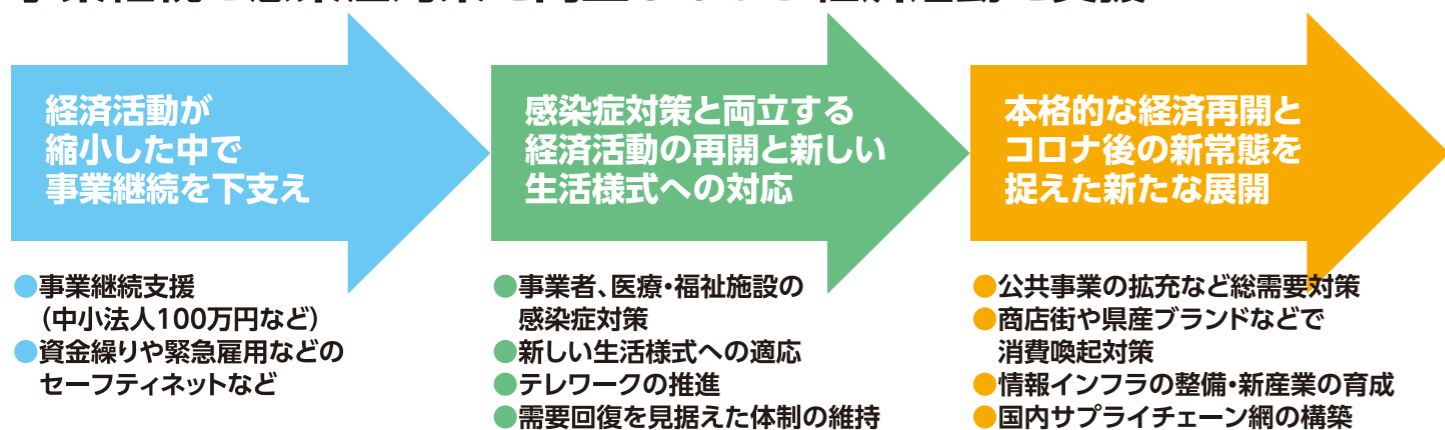 経済活動が
縮小した中で
事業継続を下支え
●事業継続支援
（中小法人100万円など）
●資金繰りや緊急雇用などの
セーフティネットなど
感染症対策と両立する
経済活動の再開と新しい
生活様式への対応
●事業者、医療・福祉施設の
感染症対策
●新しい生活様式への適応
●テレワークの推進
●需要回復を見据えた体制の維持
本格的な経済再開と
コロナ後の新常態を
捉えた新たな展開
●公共事業の拡充など総需要対策
●商店街や県産ブランドなどで
消費喚起対策
●情報インフラの整備・新産業の育成
●国内サプライチェーン網の構築